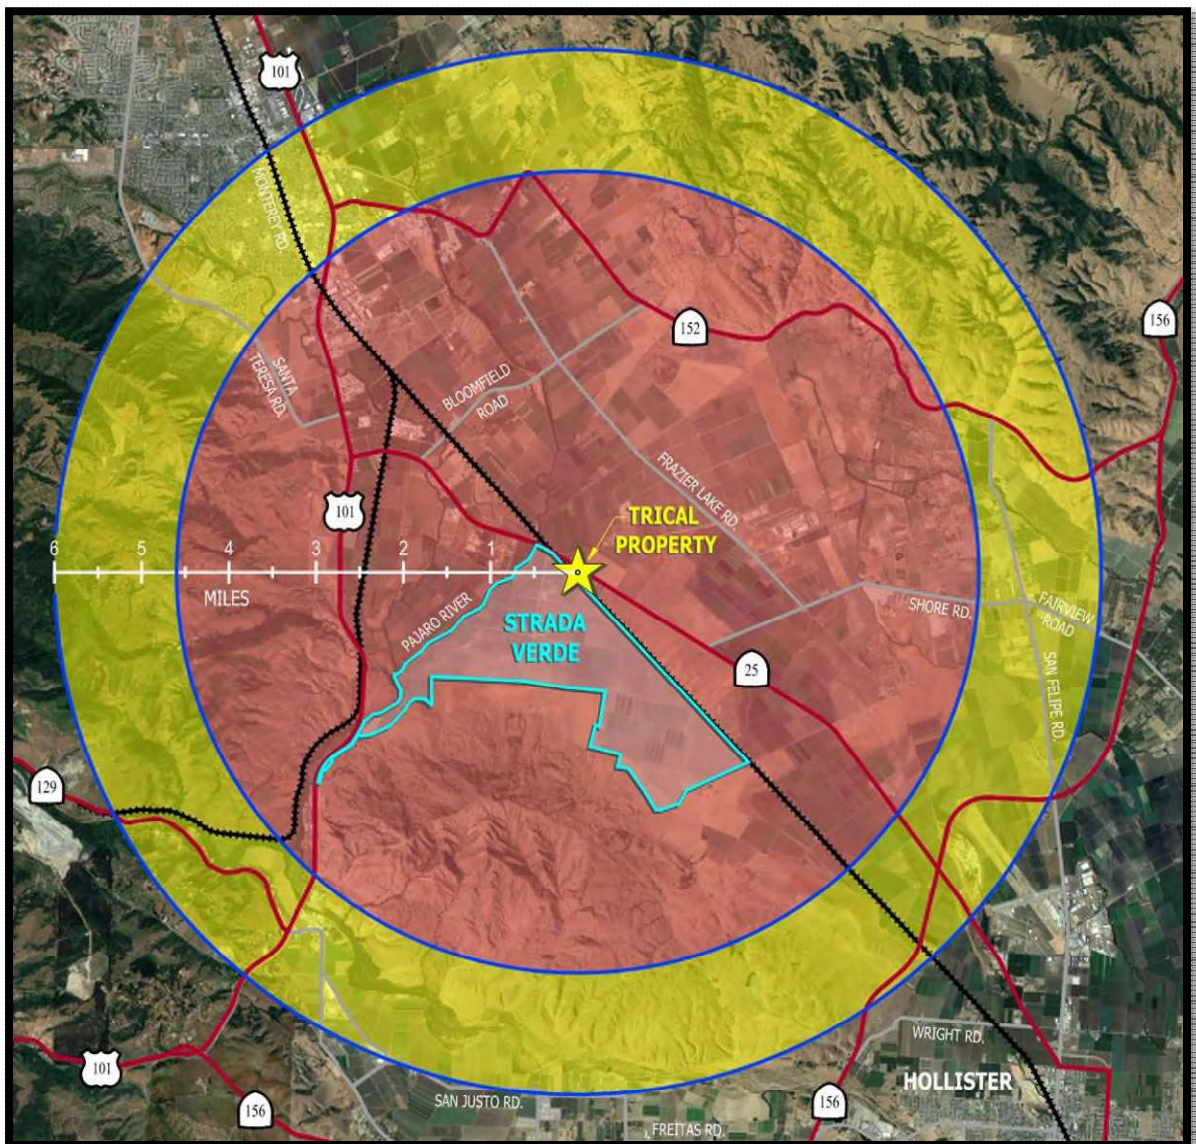 101
MONTEREY RD.
152
156
SANTA
TERESA RD.
BLOOMFIELD
ROAD
FRAZIER LAKE RD.
101
TRICAL
PROPERTY
6 5 4 3 2 1
MILES
PAJARO RIVER
STRADA
VERDE
SHORE RD.
FAIRVIEW
ROAD
25
SAN FELIPE RD.
129
WRIGHT RD.
101
HOLLISTER
156
SAN JUSTO RD.
156
FREITAS RD.